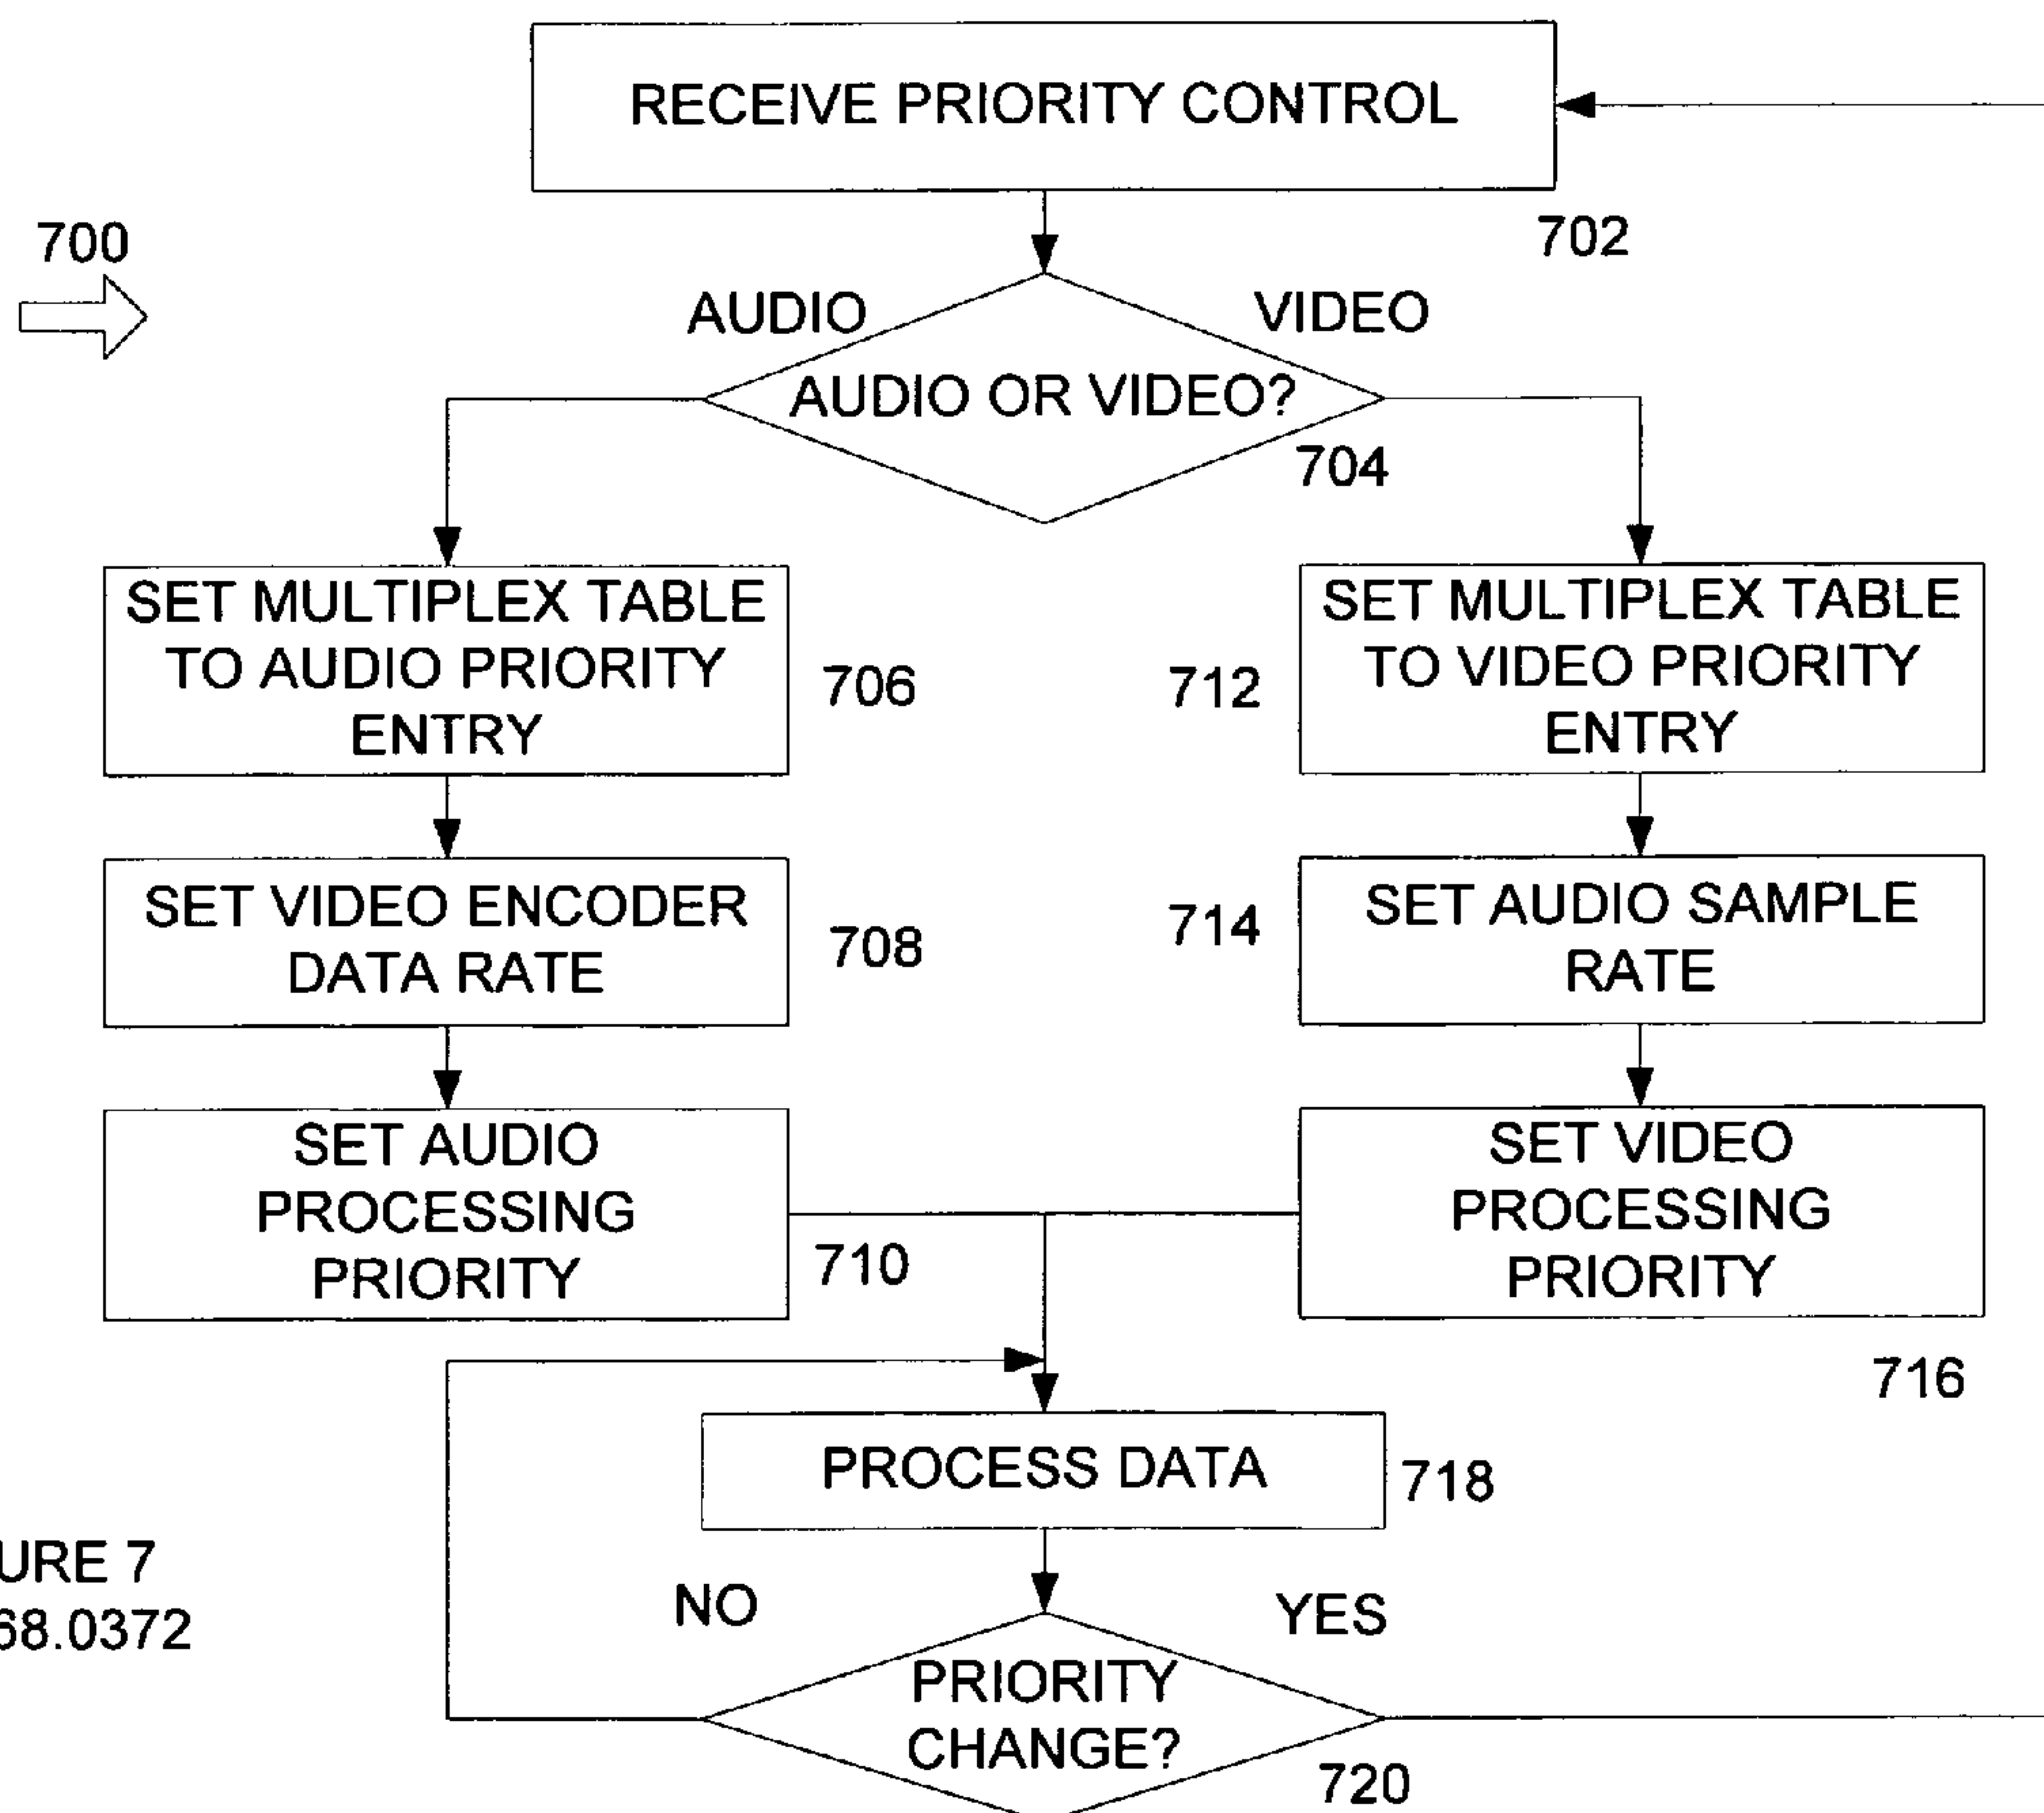 RECEIVE PRIORITY CONTROL
702
700
AUDIO
VIDEO
AUDIO OR VIDEO?
704
SET MULTIPLEX TABLE
TO AUDIO PRIORITY
ENTRY
706
712
SET MULTIPLEX TABLE
TO VIDEO PRIORITY
ENTRY
SET VIDEO ENCODER
DATA RATE
708
714
SET AUDIO SAMPLE
RATE
SET AUDIO
PROCESSING
PRIORITY
710
SET VIDEO
PROCESSING
PRIORITY
716
PROCESS DATA
718
URE 7
68.0372
NO
YES
PRIORITY
CHANGE?
720